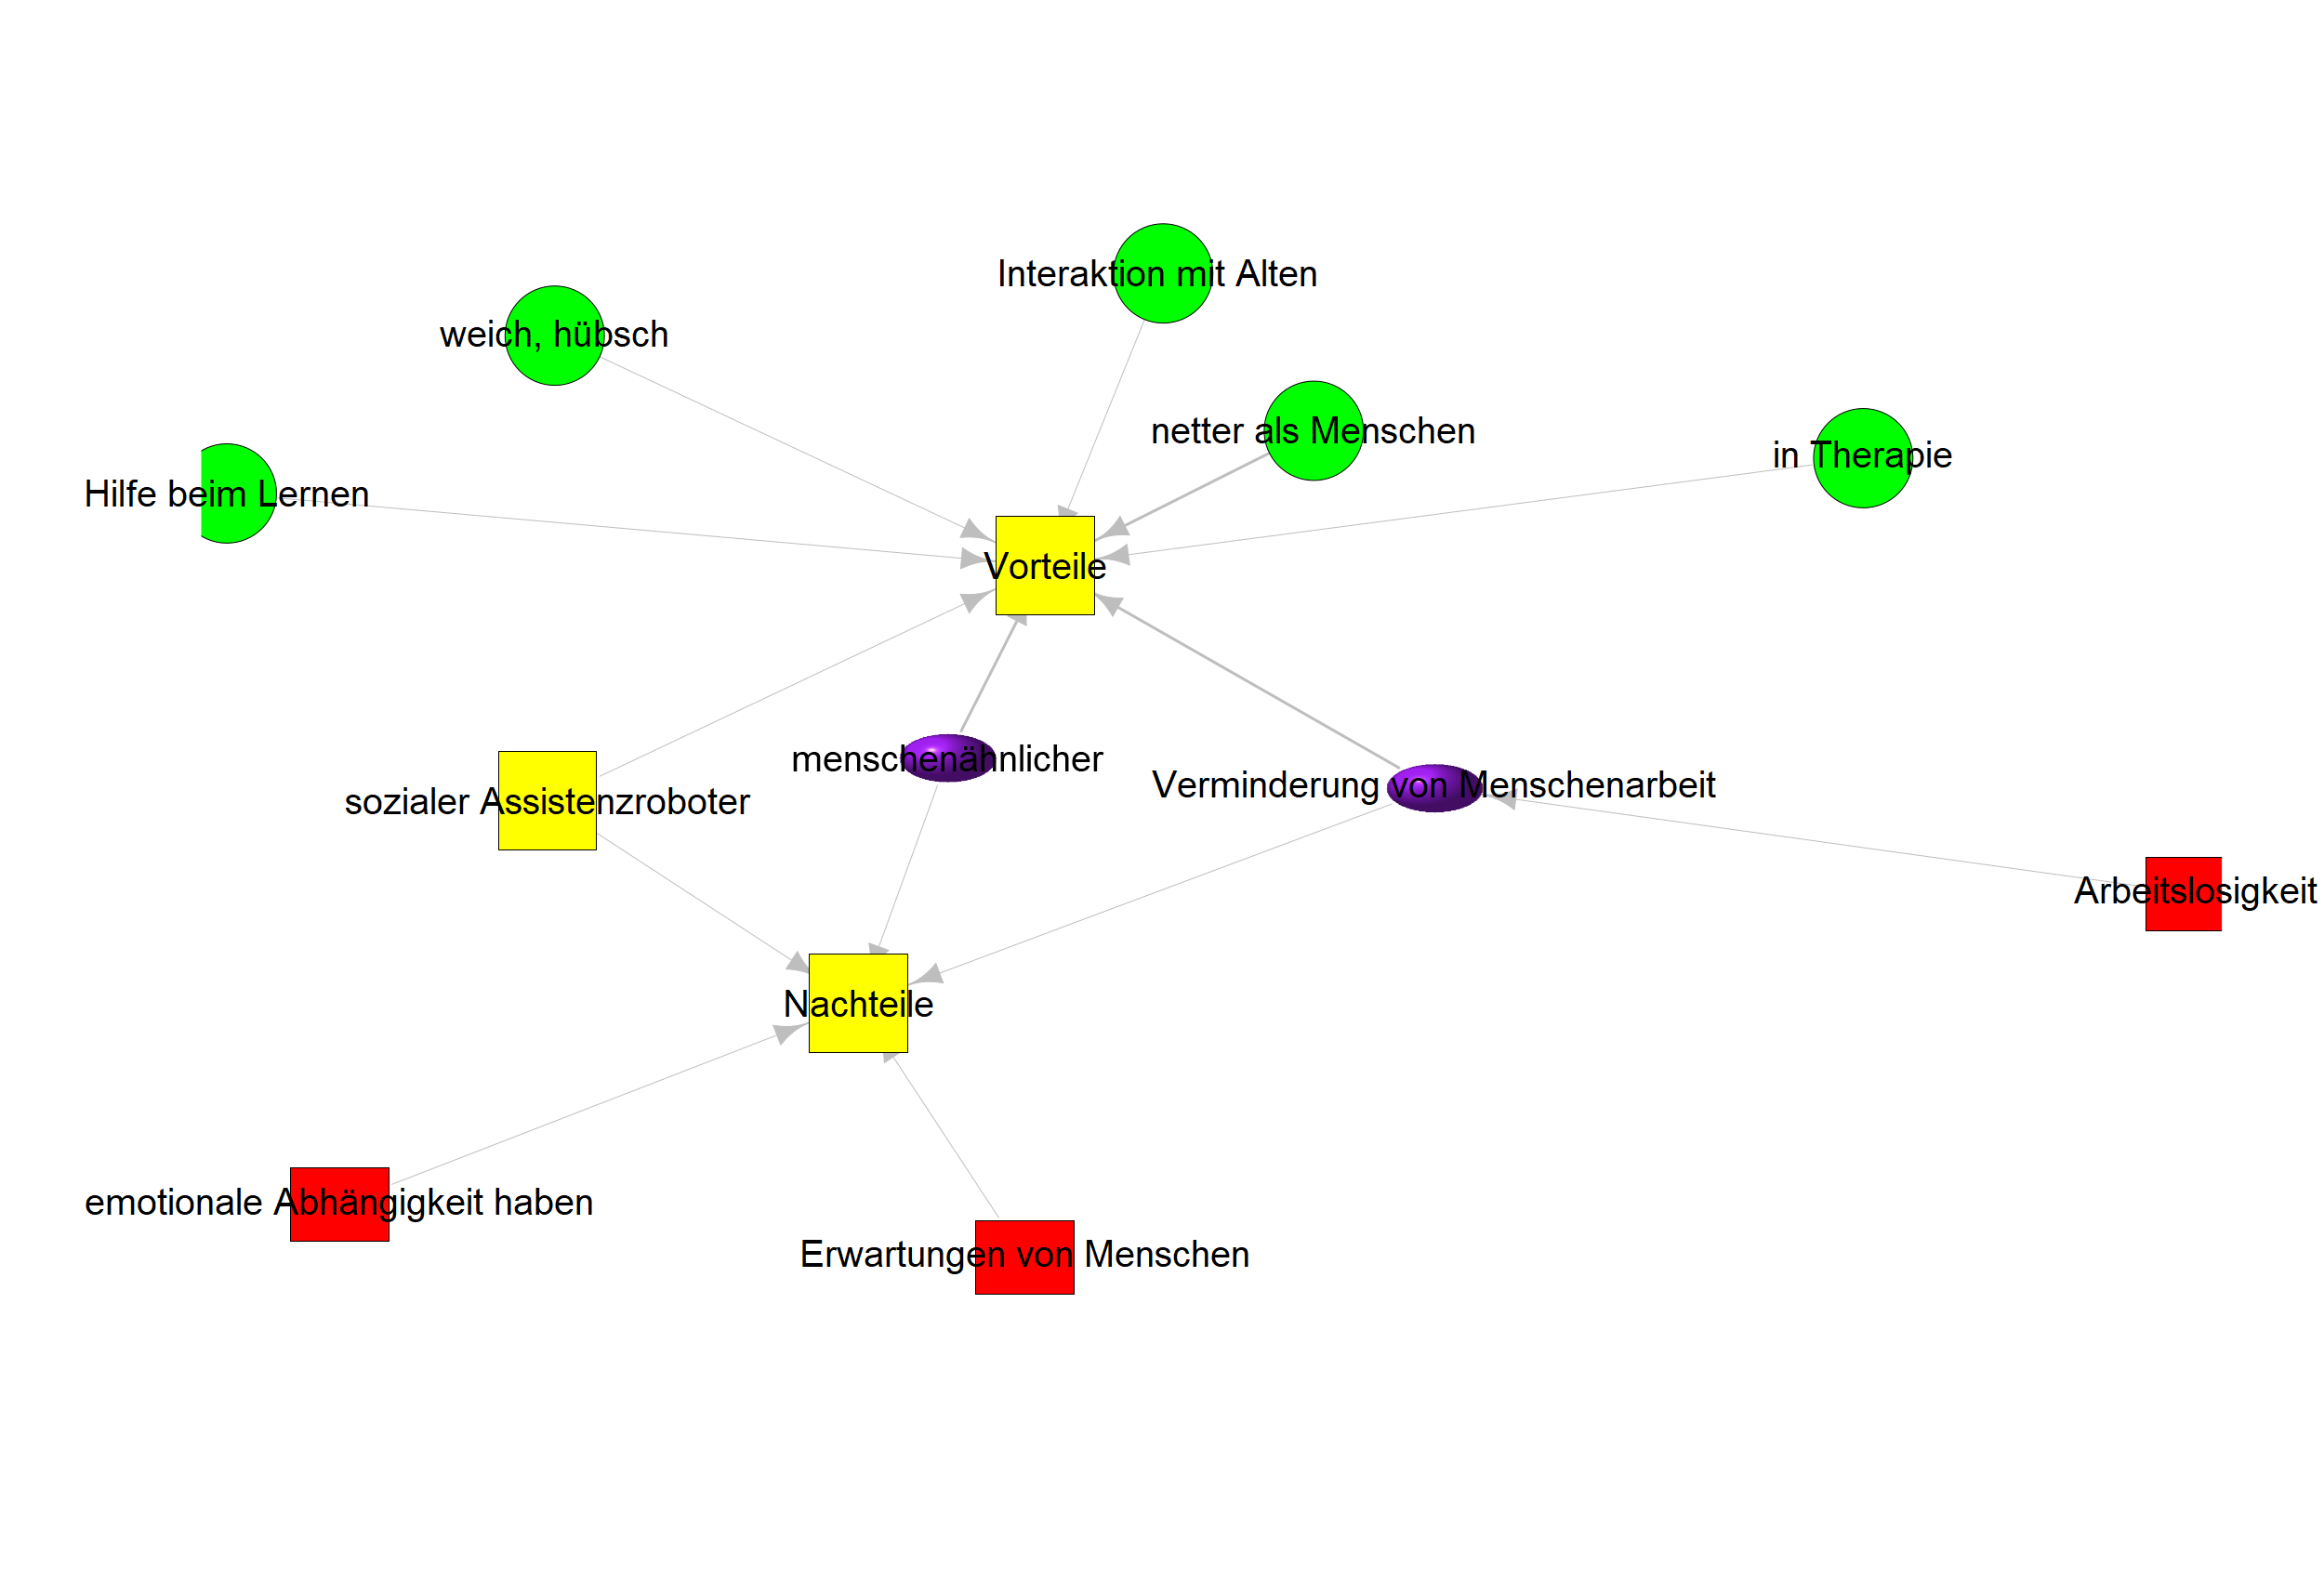 Interaktion mit Alten
weich, hübsch
netter als Menschen
in Therapie
Hilfe beim Lernen
Vorteile
menschenähnlicher
Verminderung von Menschenarbeit
sozialer Assistenzroboter
Arbeitslosigkeit
Nachteile
emotionale Abhängigkeit haben
Erwartungen von Menschen